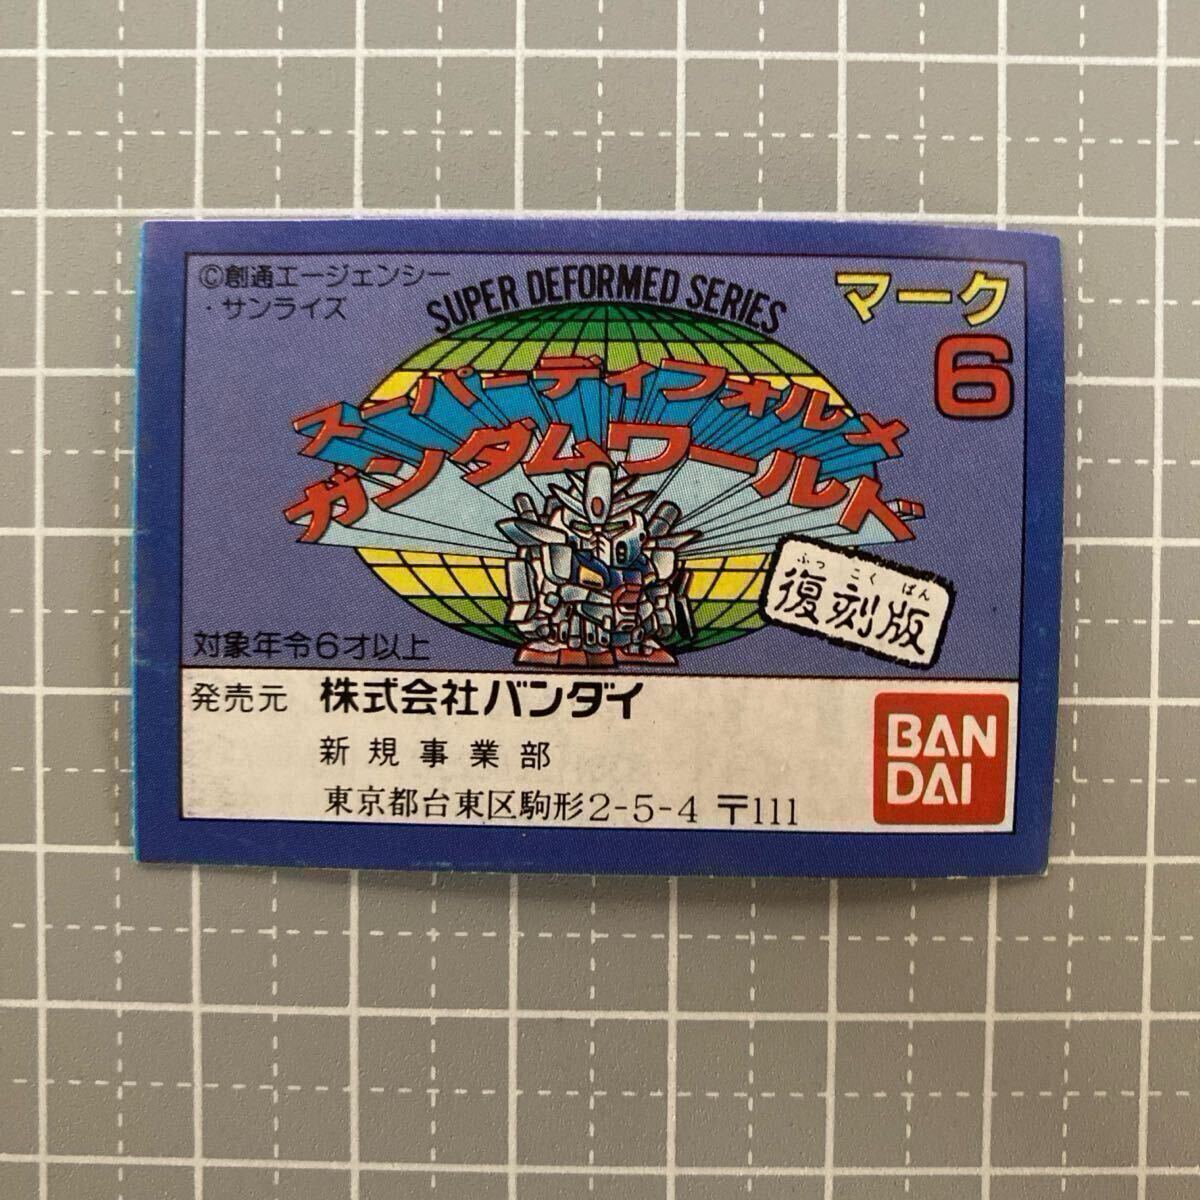 ©創通エージェンシー
・サンライズ
SUPER DEFORMED SERIES
マーク
6
スーパーディフォルメ
ガンダムワールド
ふっこくばん
復刻版
対象年令6才以上
発売元 株式会社バンダイ
新規事業部
東京都台東区駒形2-5-4 〒111
BAN
DAI